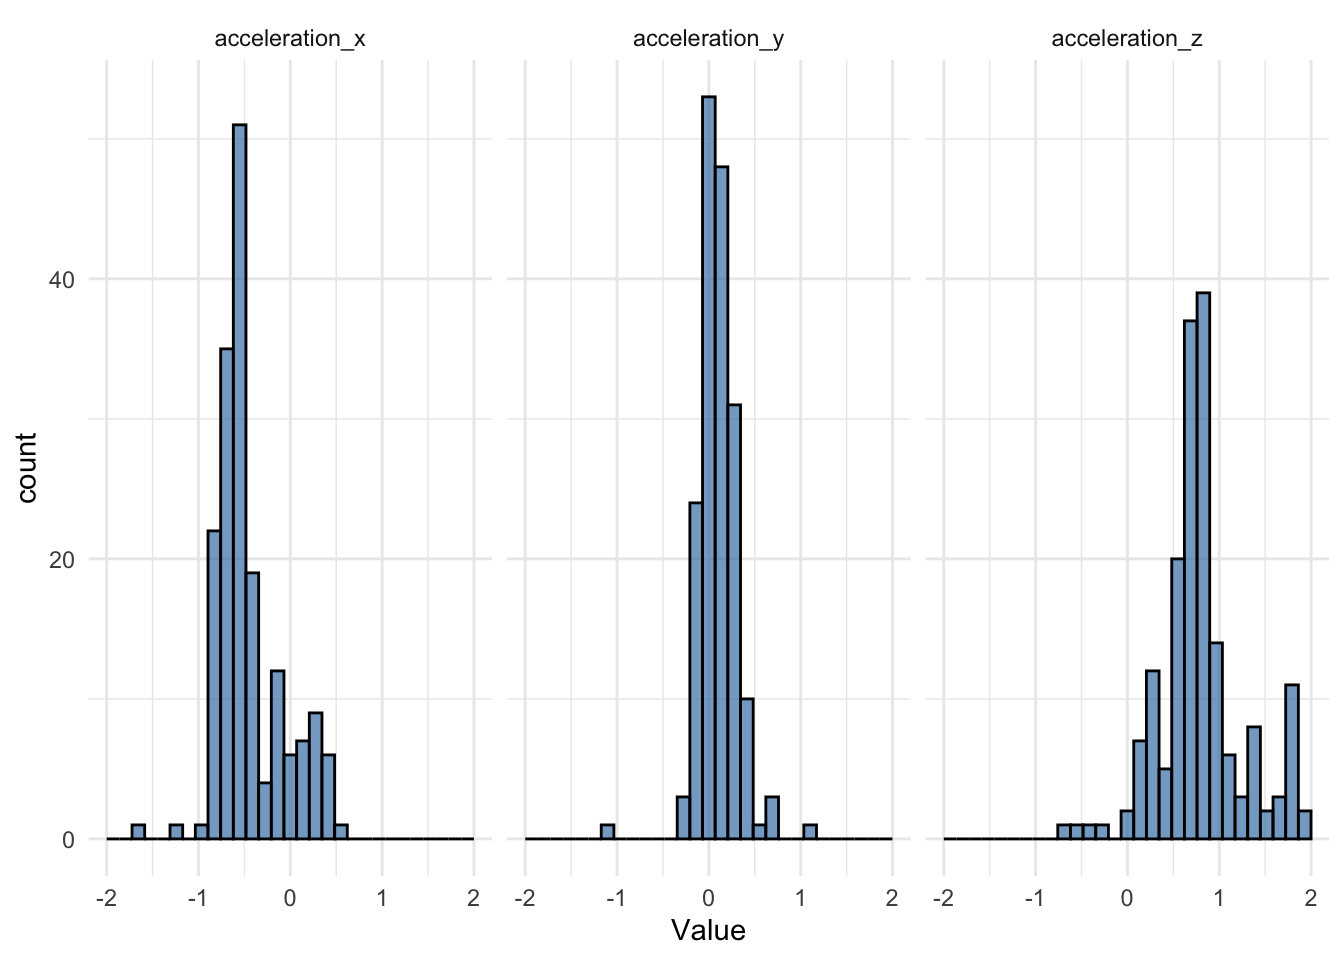 acceleration_x acceleration_y acceleration_z
count
40
20
0
-2 -1 0 1 2 -2 -1 0 1 2 -2 -1 0 1 2
Value